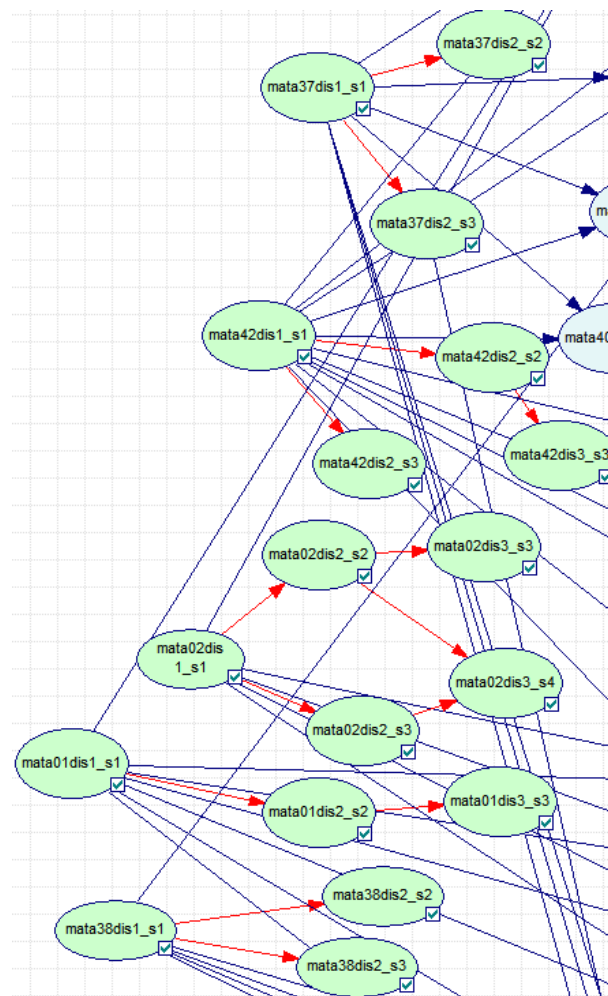 mata37dis2_s2
mata37dis1_s1
mata37dis2_s3
mata42dis1_s1
mata42dis2_s2
mata42dis2_s3
mata42dis3_s3
mata02dis2_s2
mata02dis3_s3
mata02dis
1_s1
mata02dis3_s4
mata02dis2_s3
mata01dis1_s1
mata01dis2_s2
mata01dis3_s3
mata38dis2_s2
mata38dis1_s1
mata38dis2_s3